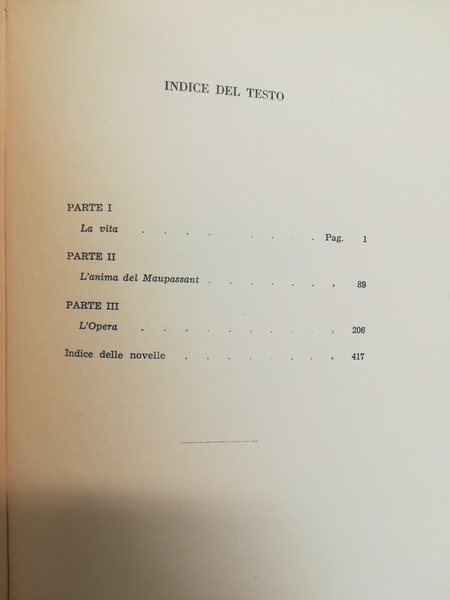 INDICE DEL TESTO
PARTE I
La vita . . . . . . . . . Pag. 1
PARTE II
L'anima del Maupassant . . . . . . » 89
PARTE III
L'Opera . . . . . . . . . » 206
Indice delle novelle . . . . . . . » 417